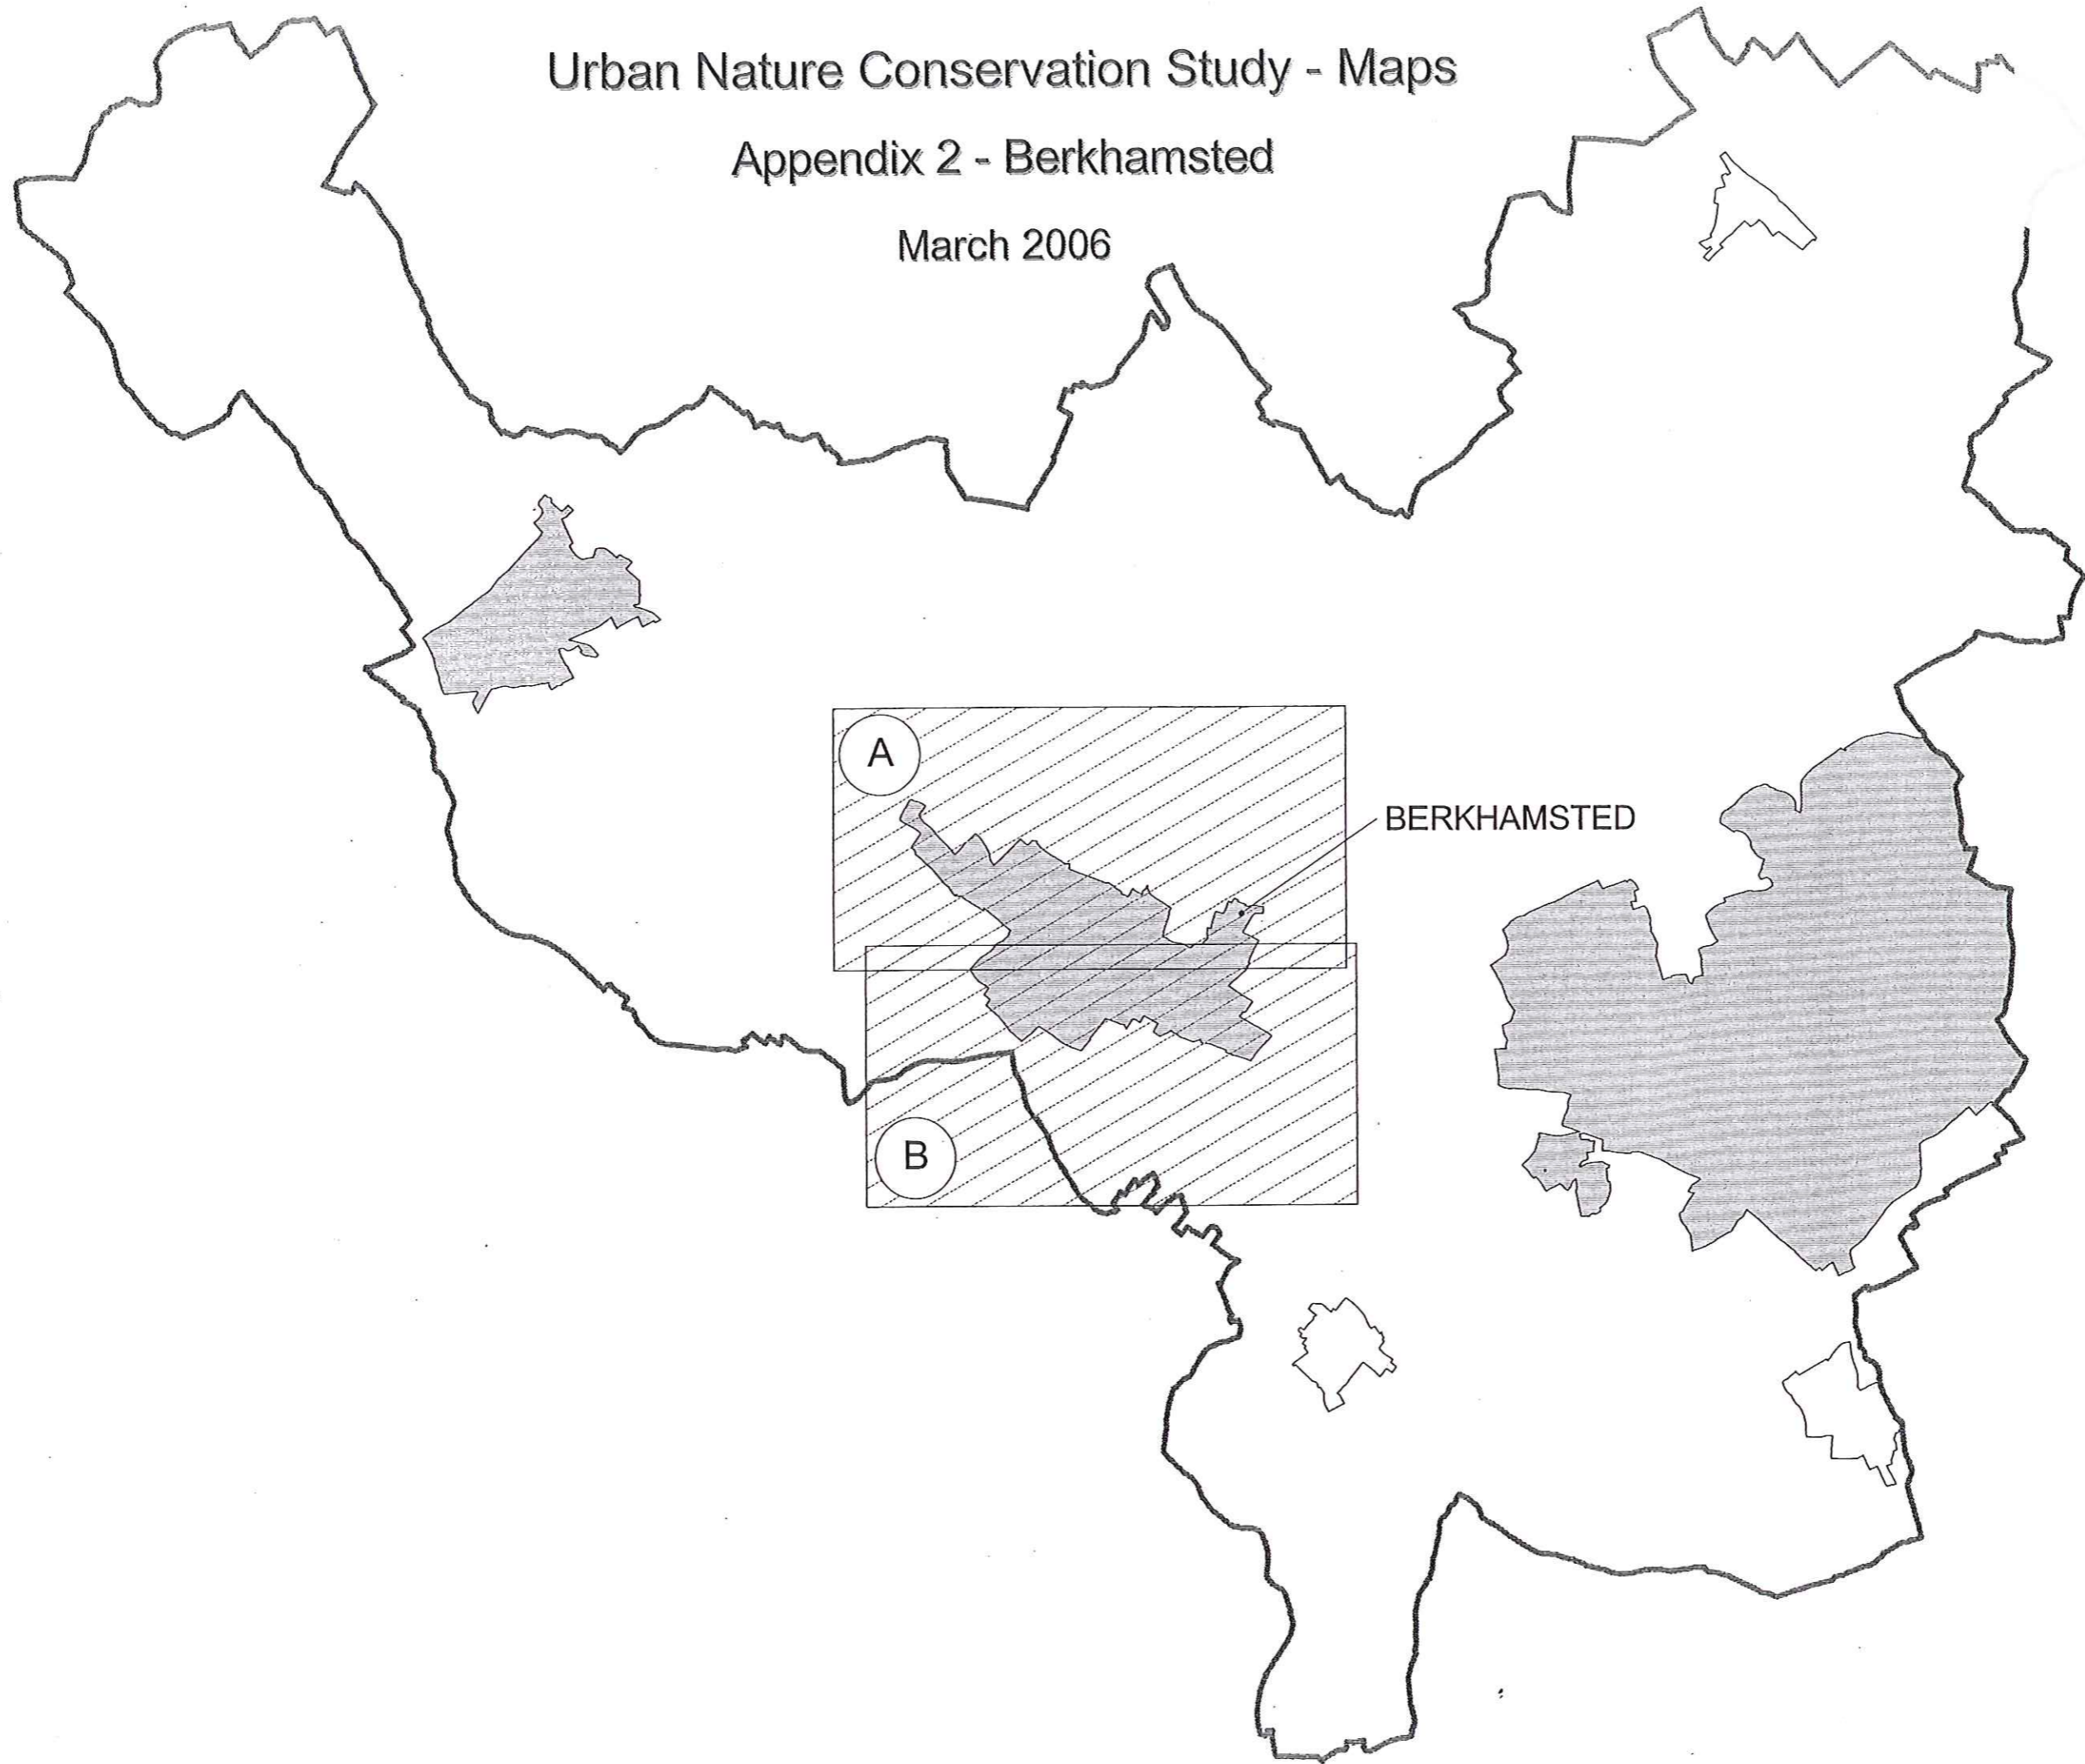 Urban Nature Conservation Study - Maps
Appendix 2 - Berkhamsted
March 2006
A
BERKHAMSTED
B